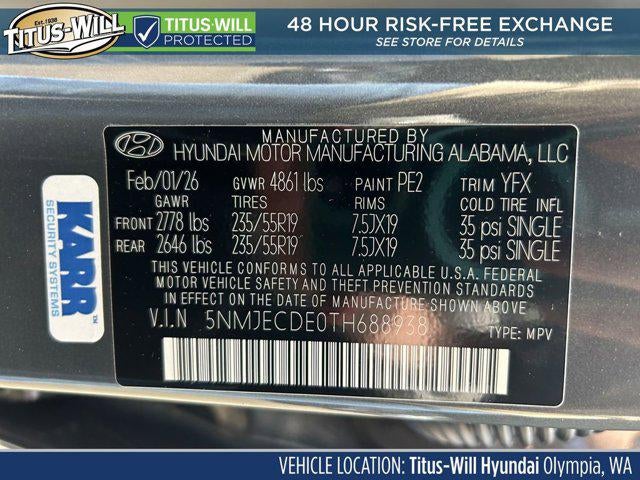 Est. 1938
TITUS-WILL
TITUS-WILL
PROTECTED
48 HOUR RISK-FREE EXCHANGE
SEE STORE FOR DETAILS
MANUFACTURED BY
HYUNDAI MOTOR MANUFACTURING ALABAMA, LLC
Feb/01/26 GVWR 4861 lbs PAINT PE2 TRIM YFX
GAWR TIRES RIMS COLD TIRE INFL
FRONT 2778 lbs 235/55R19 7.5JX19 35 psi SINGLE
REAR 2646 lbs 235/55R19 7.5JX19 35 psi SINGLE
THIS VEHICLE CONFORMS TO ALL APPLICABLE U.S.A. FEDERAL
MOTOR VEHICLE SAFETY AND THEFT PREVENTION STANDARDS
IN EFFECT ON THE DATE OF MANUFACTURE SHOWN ABOVE
V.I.N 5NMJECDE0TH688938
TYPE: MPV
KARR
SECURITY SYSTEMS
VEHICLE LOCATION: Titus-Will Hyundai Olympia, WA